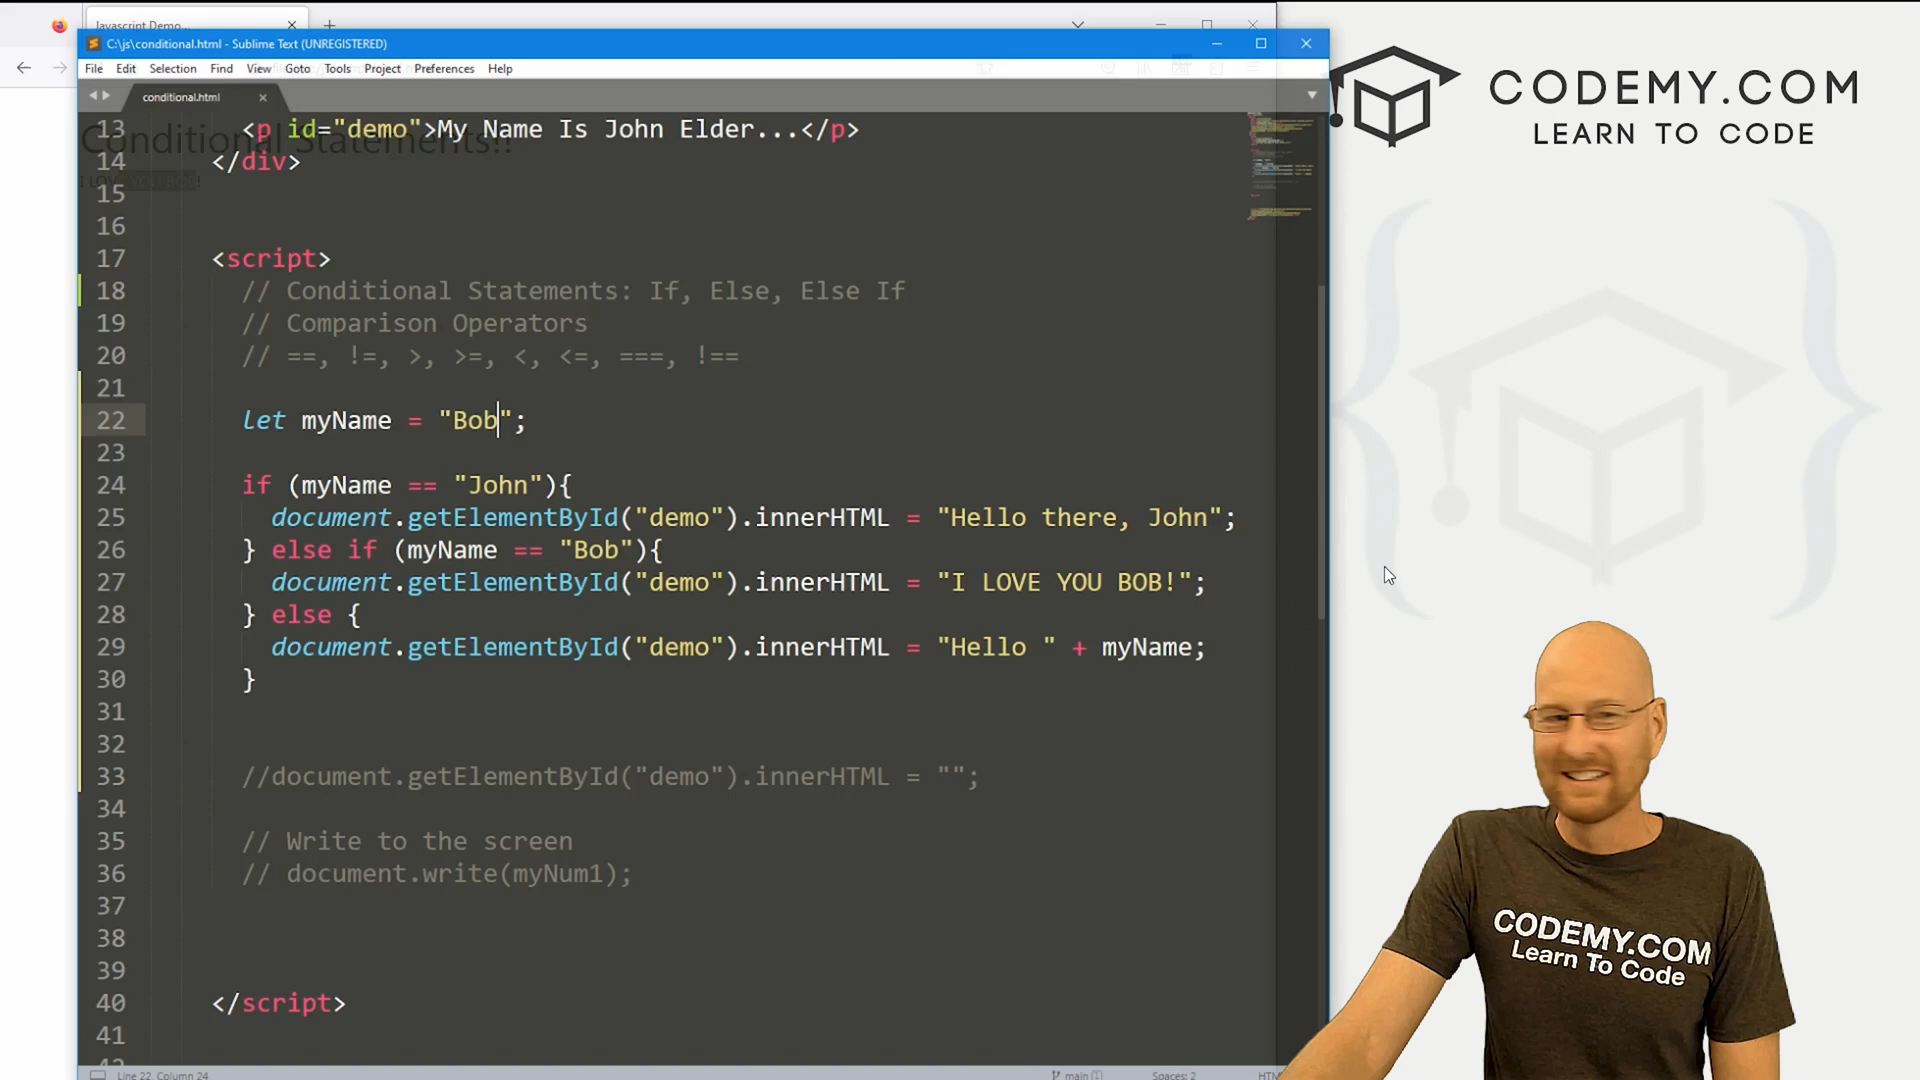 Javascript Demo...
C:\js\conditional.html - Sublime Text (UNREGISTERED)
File Edit Selection Find View Goto Tools Project Preferences Help
conditional.html
Conditional Statements!!
13 <p id="demo">My Name Is John Elder...</p>
14 </div>
15
16
17 <script>
18 // Conditional Statements: If, Else, Else If
19 // Comparison Operators
20 // ==, !=, >, >=, <, <=, ===, !==
21
22 let myName = "Bob";
23
24 if (myName == "John"){
25 document.getElementById("demo").innerHTML = "Hello there, John";
26 } else if (myName == "Bob"){
27 document.getElementById("demo").innerHTML = "I LOVE YOU BOB!";
28 } else {
29 document.getElementById("demo").innerHTML = "Hello " + myName;
30 }
31
32
33 //document.getElementById("demo").innerHTML = "";
34
35 // Write to the screen
36 // document.write(myNum1);
37
38
39
40 </script>
41
Line 22, Column 24
main
Spaces: 2
CODEMY.COM
LEARN TO CODE
CODEMY.COM
Learn To Code